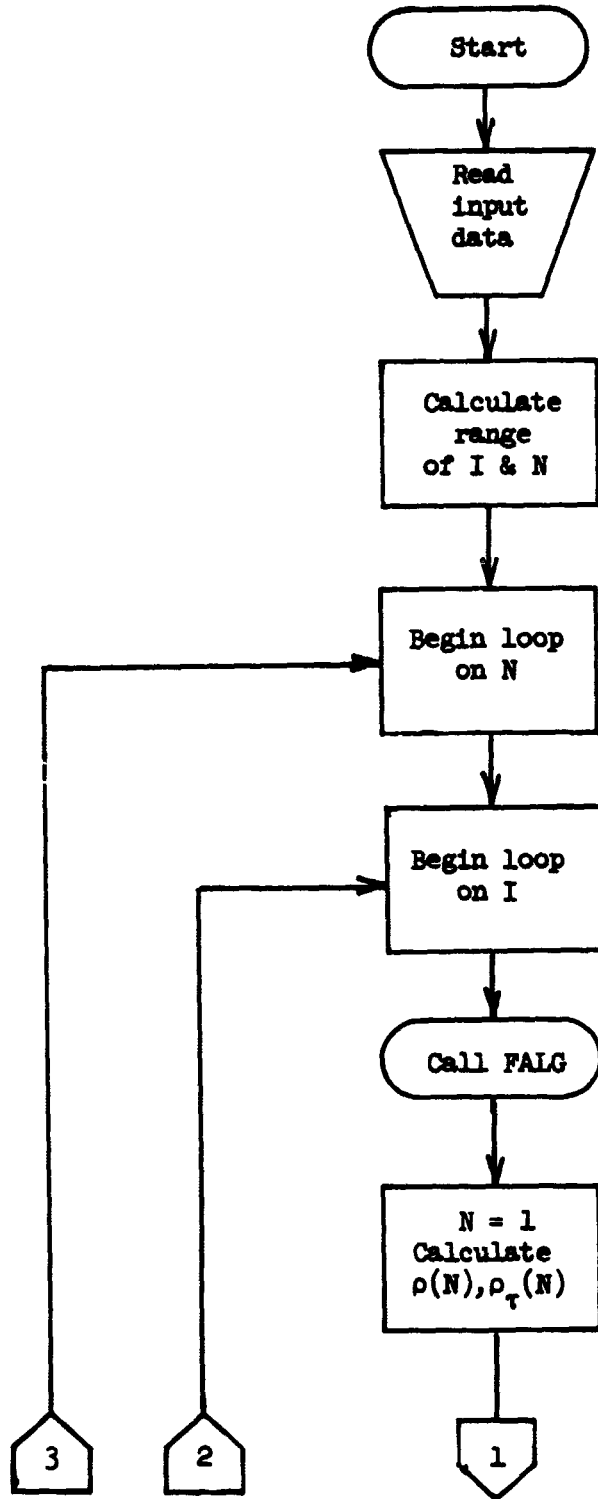 Start
Read
input
data
Calculate
range
of I & N
Begin loop
on N
Begin loop
on I
Call FALG
N = 1
Calculate
ρ(N),ρ_τ(N)
3
2
1